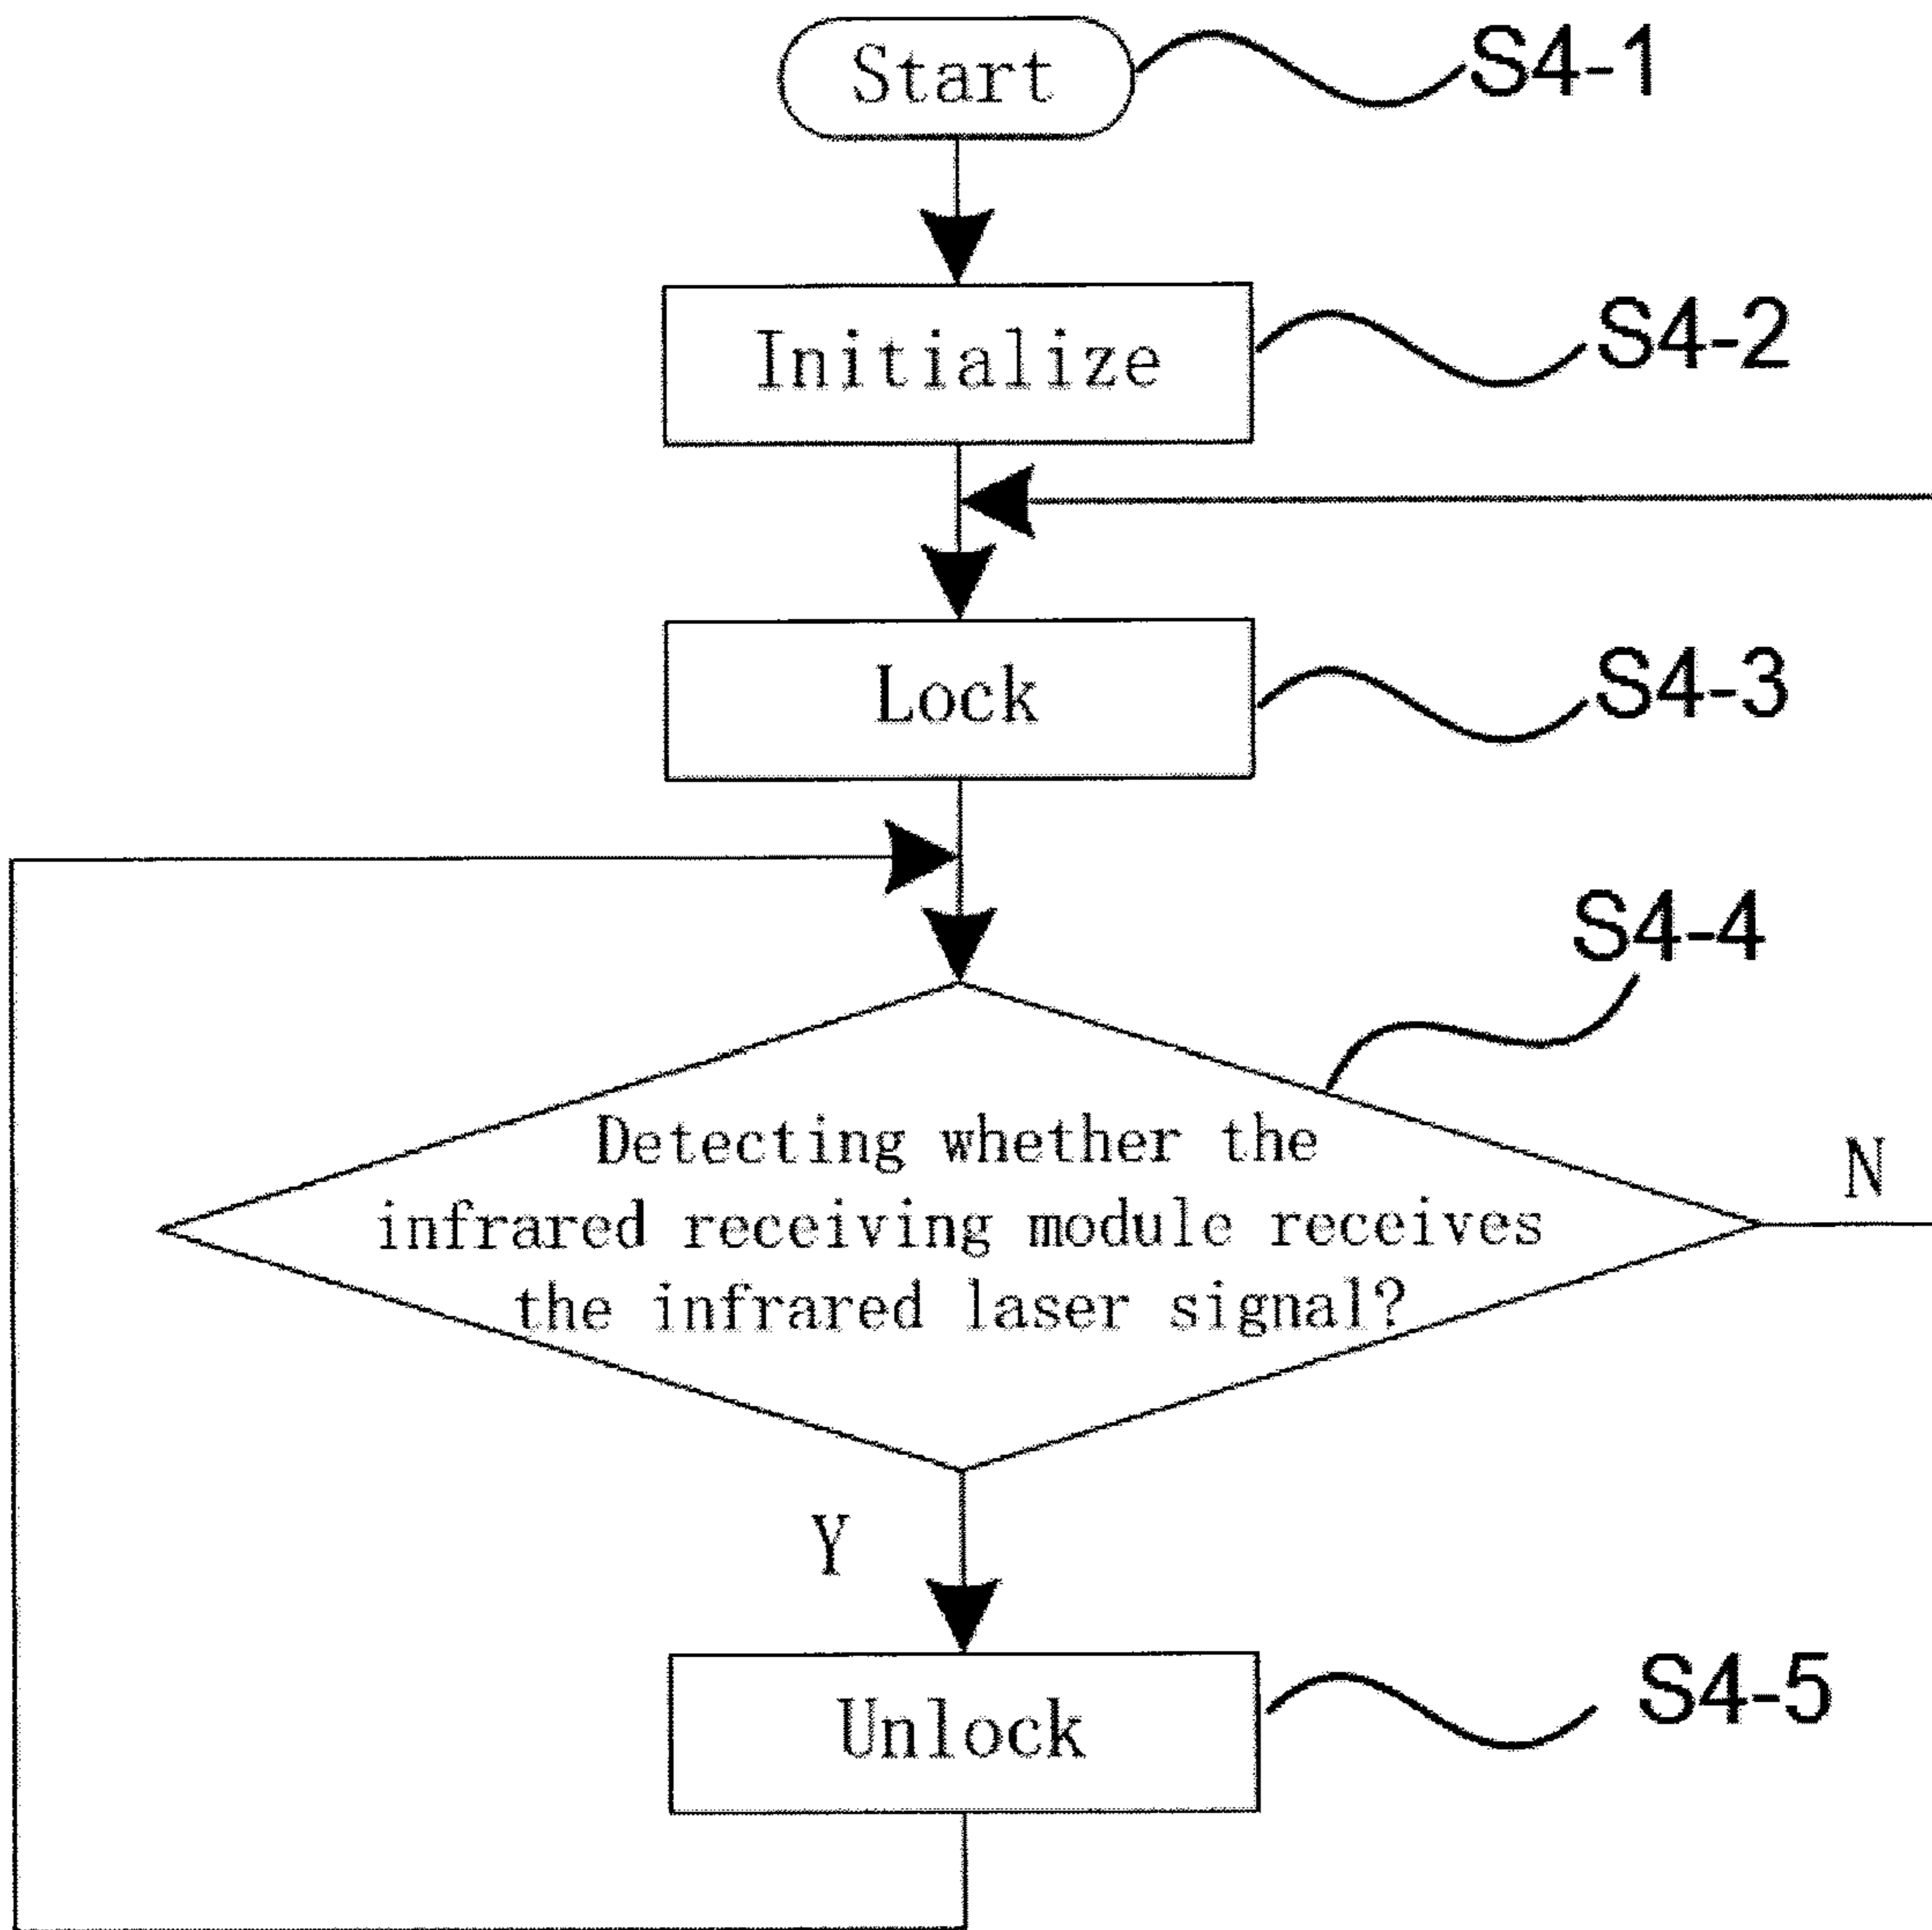 Start
S4-1
Initialize
S4-2
Lock
S4-3
S4-4
Detecting whether the
infrared receiving module receives
the infrared laser signal?
N
Y
Unlock
S4-5